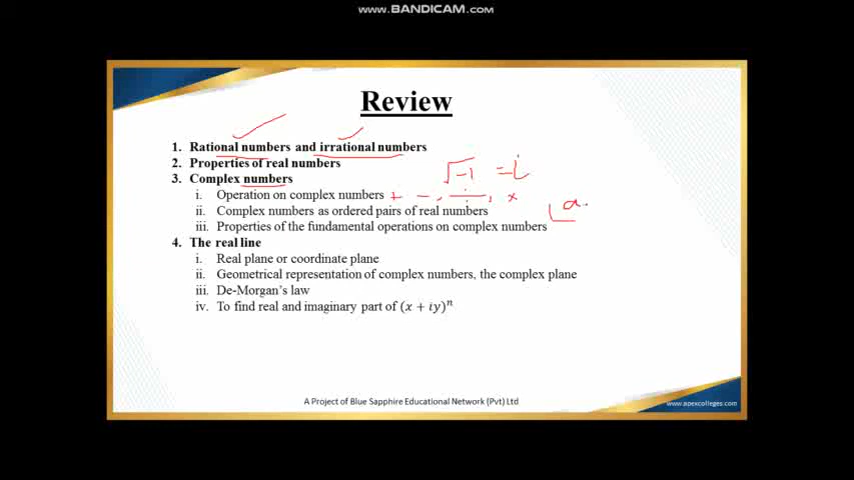 www.BANDICAM.com
Review
1. Rational numbers and irrational numbers
2. Properties of real numbers
3. Complex numbers
√-1 = i
i. Operation on complex numbers + -, ÷, ×
ii. Complex numbers as ordered pairs of real numbers
a.
iii. Properties of the fundamental operations on complex numbers
4. The real line
i. Real plane or coordinate plane
ii. Geometrical representation of complex numbers, the complex plane
iii. De-Morgan's law
iv. To find real and imaginary part of (x + iy)ⁿ
A Project of Blue Sapphire Educational Network (Pvt) Ltd
www.apexcolleges.com